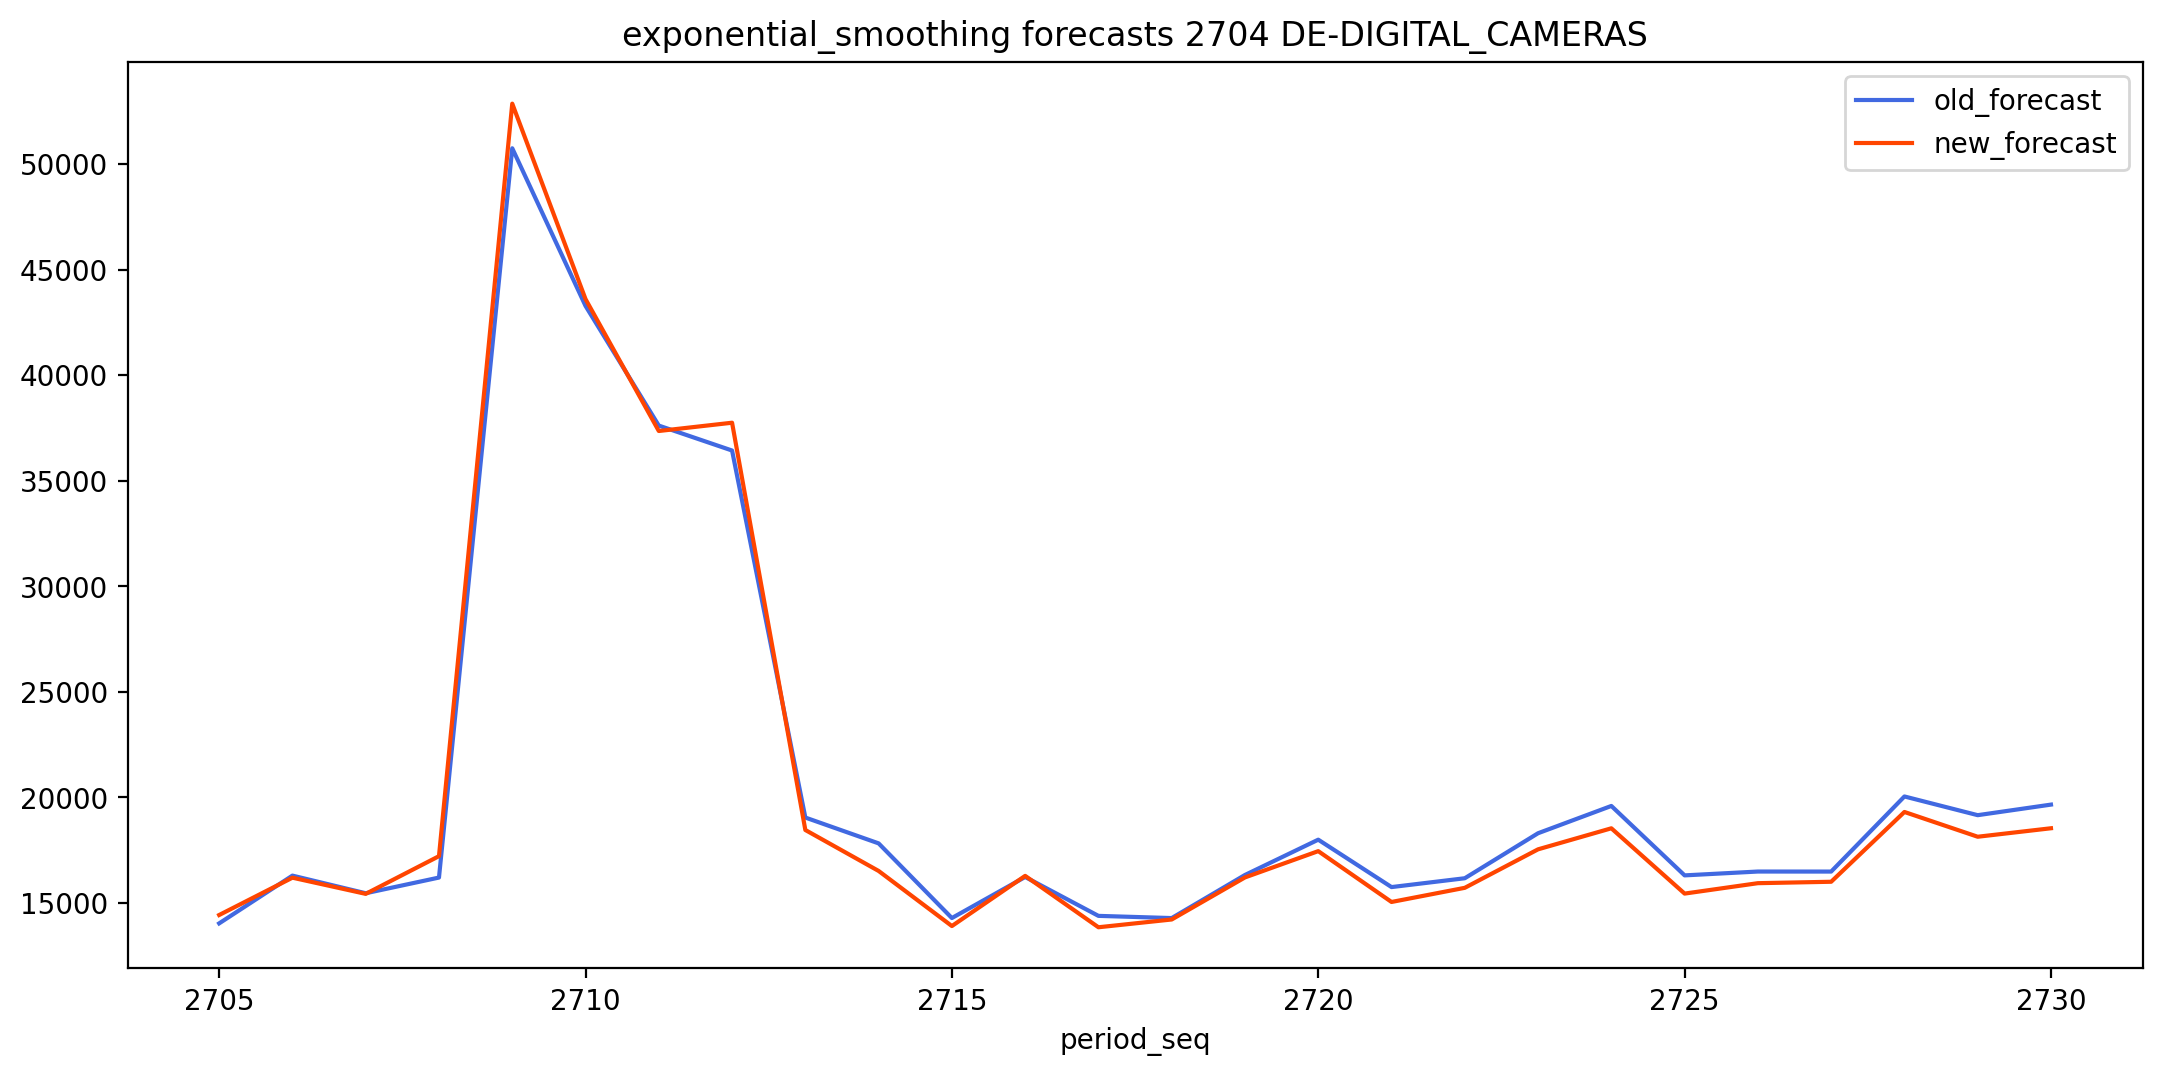 exponential_smoothing forecasts 2704 DE-DIGITAL_CAMERAS
old_forecast
new_forecast
50000
45000
40000
35000
30000
25000
20000
15000
2705 2710 2715 2720 2725 2730
period_seq